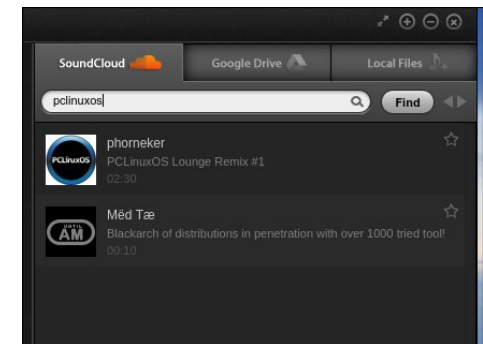 SoundCloud Google Drive Local Files
pclinuxos Find
PCLinuxOS
phorneker
PCLinuxOS Lounge Remix #1
02:30
UNTIL
AM
Mëd Tæ
Blackarch of distributions in penetration with over 1000 tried tool!
00:10